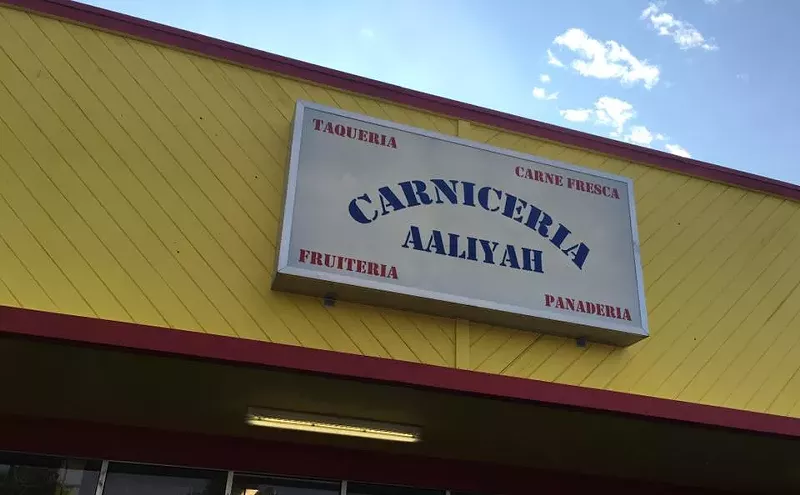 TAQUERIA
CARNE FRESCA
CARNICERIA
AALIYAH
FRUITERIA
PANADERIA